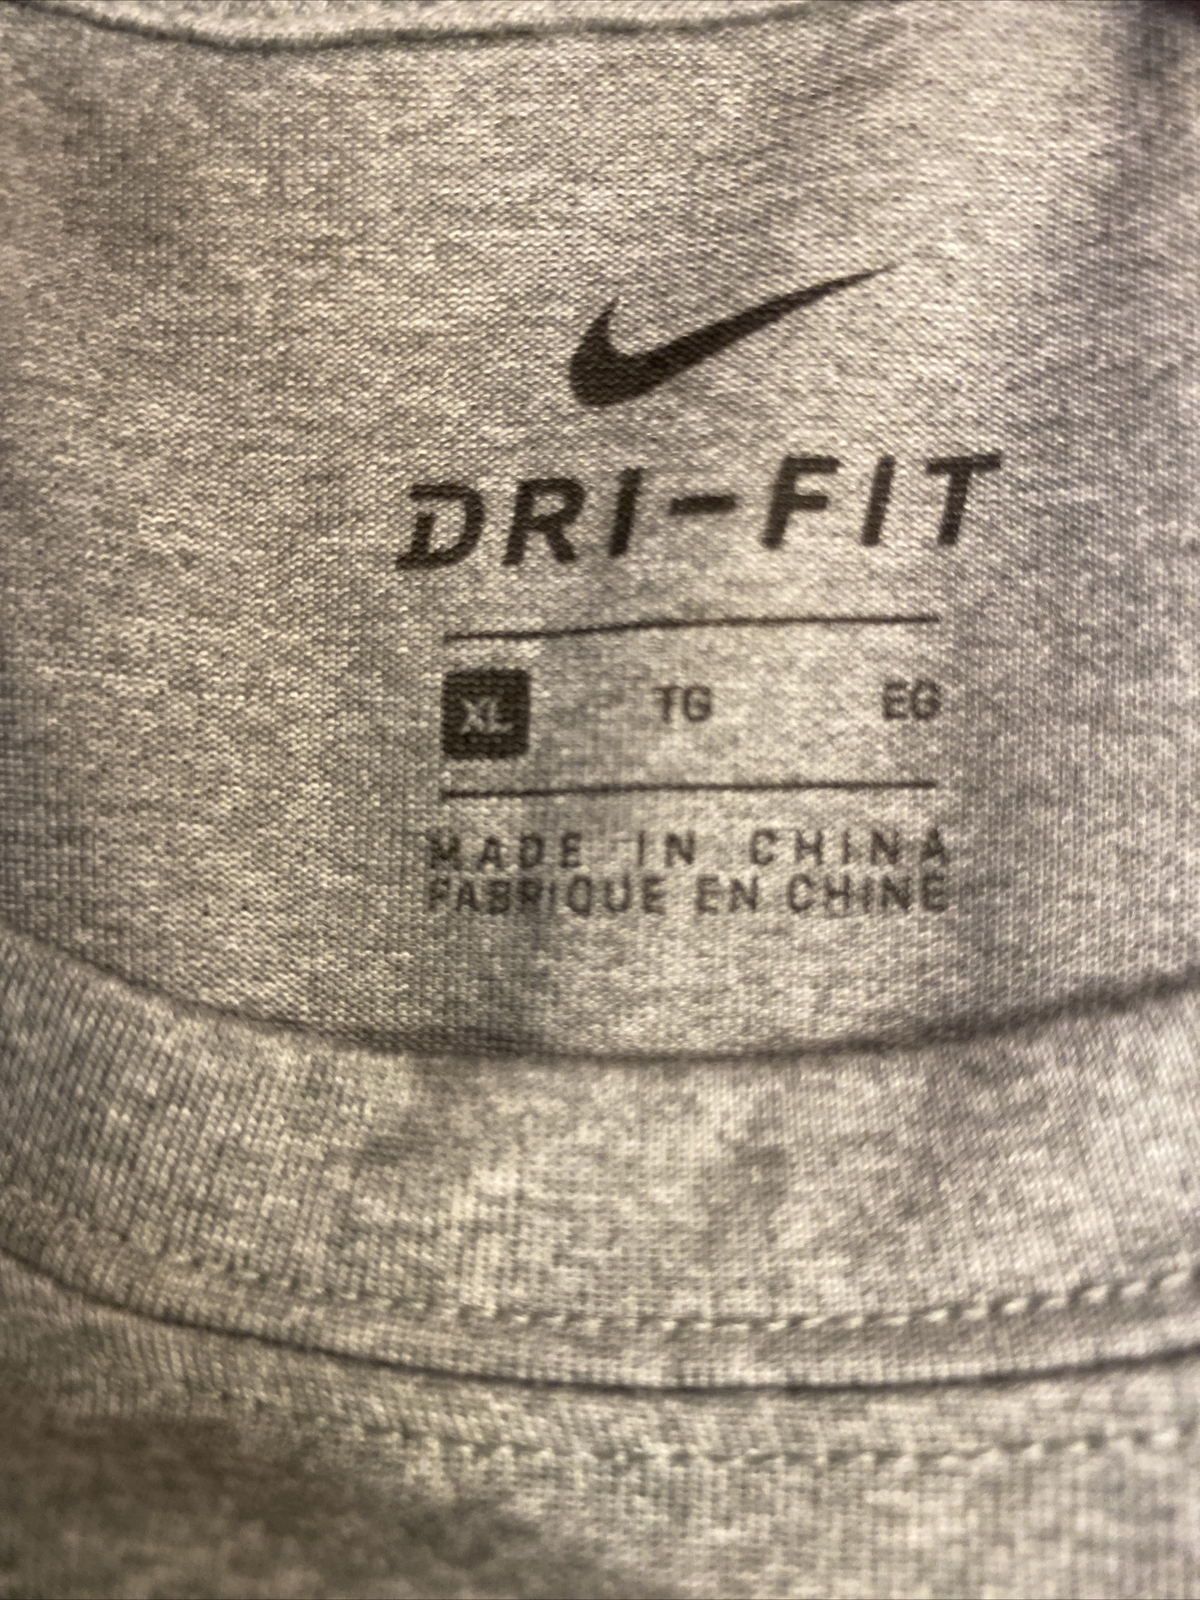 DRI-FIT
XL TG EG
MADE IN CHINA
FABRIQUE EN CHINE